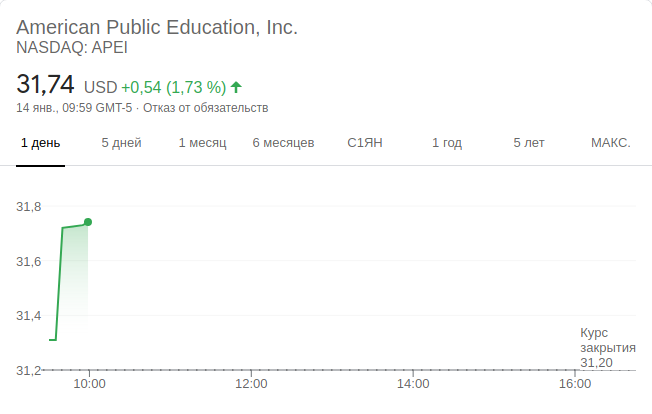 American Public Education, Inc.
NASDAQ: APEI
31,74 USD +0,54 (1,73 %)
14 янв., 09:59 GMT-5 · Отказ от обязательств
1 день 5 дней 1 месяц 6 месяцев С1ЯН 1 год 5 лет МАКС.
31,8
31,6
31,4
31,2
Курс
закрытия
31,20
10:00 12:00 14:00 16:00